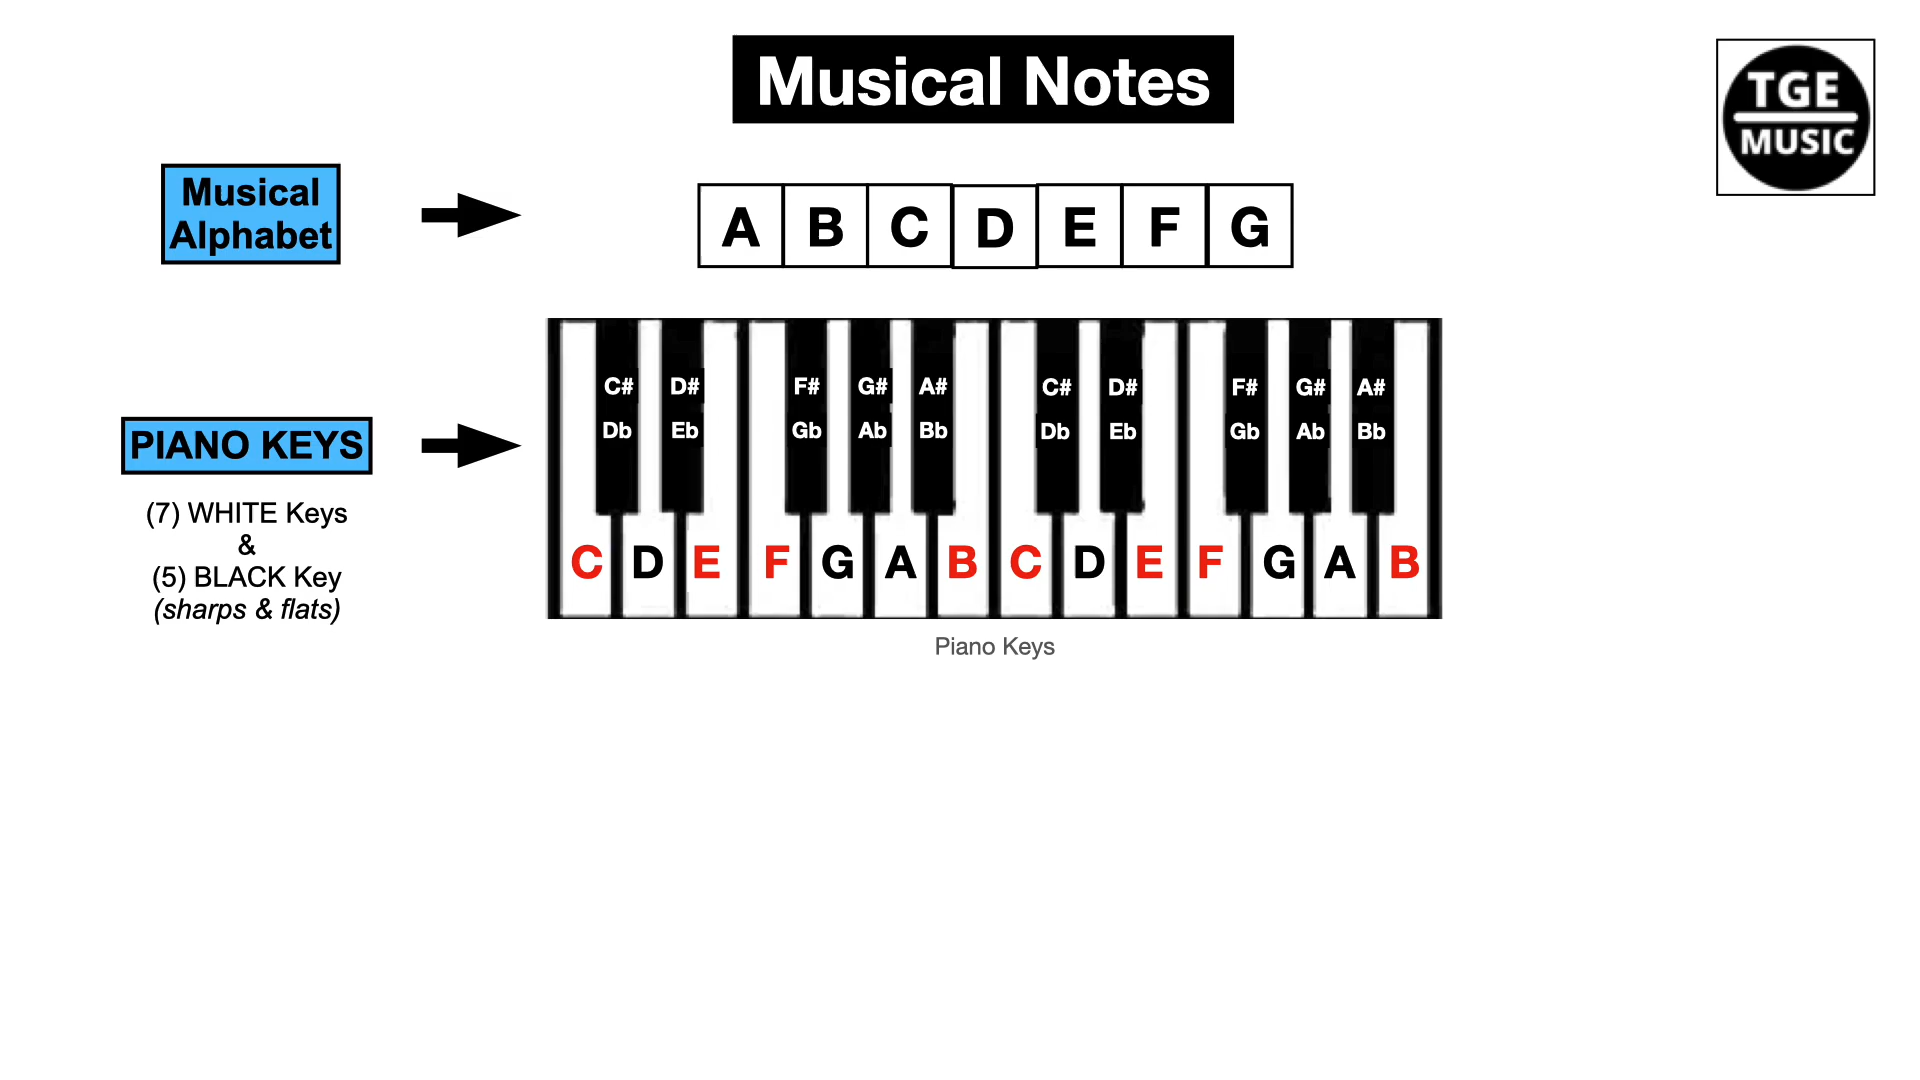 Musical Notes
TGE
MUSIC
Musical
Alphabet
A B C D E F G
C# D# F# G# A# C# D# F# G# A#
Db Eb Gb Ab Bb Db Eb Gb Ab Bb
PIANO KEYS
(7) WHITE Keys
&
(5) BLACK Key
(sharps & flats)
C D E F G A B C D E F G A B
Piano Keys